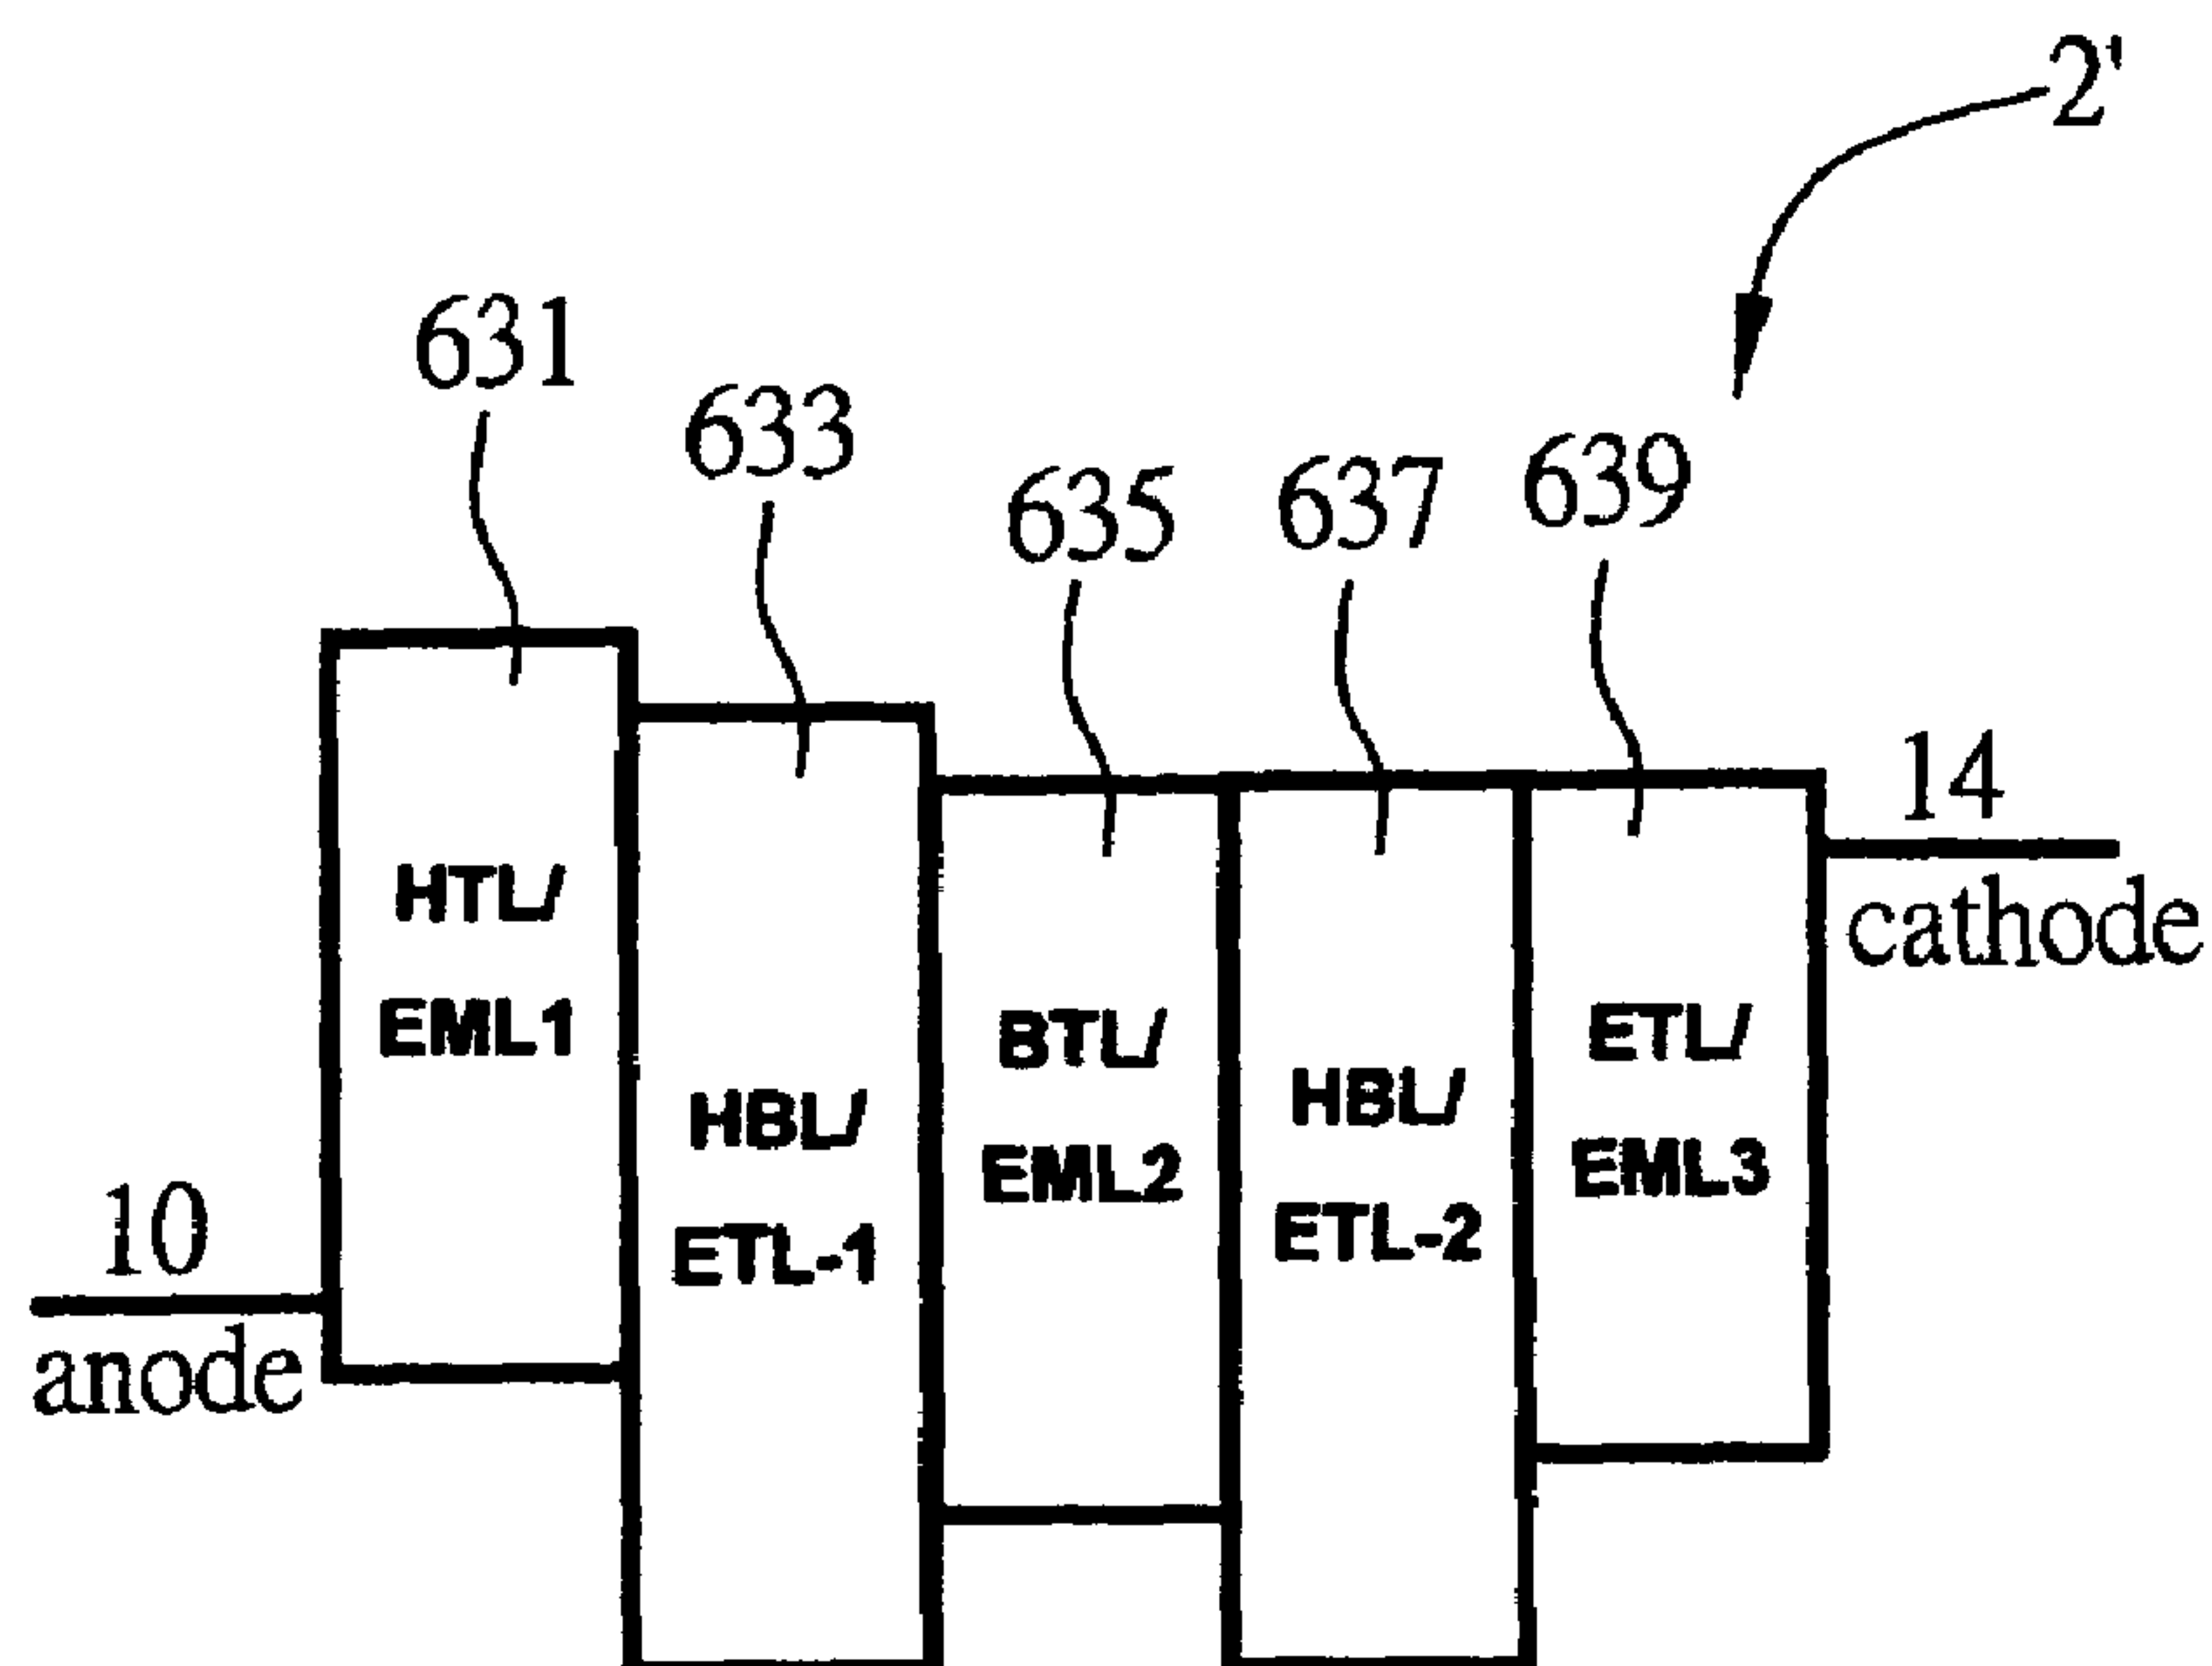 2'
631
633
635
637
639
14
cathode
HTL/
EML1
HBL/
ETL-1
BTL/
EML2
HBL/
ETL-2
ETL/
EML3
10
anode